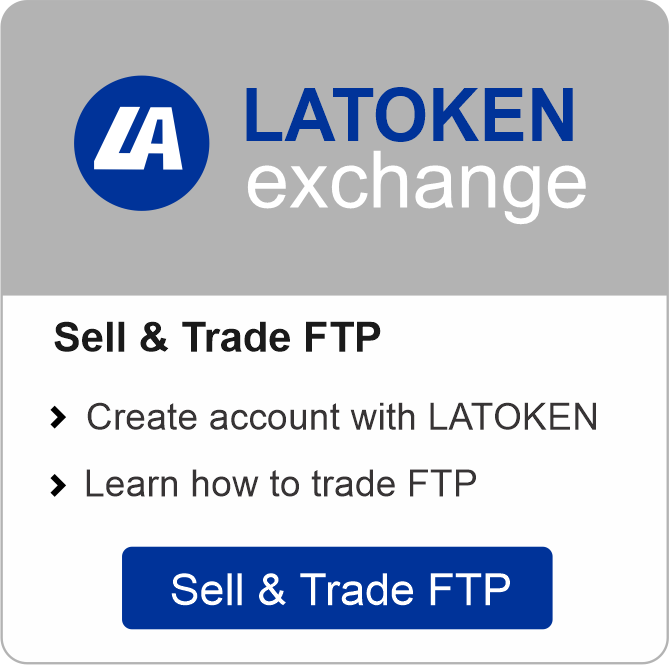 LA
LATOKEN
exchange
Sell & Trade FTP
Create account with LATOKEN
Learn how to trade FTP
Sell & Trade FTP